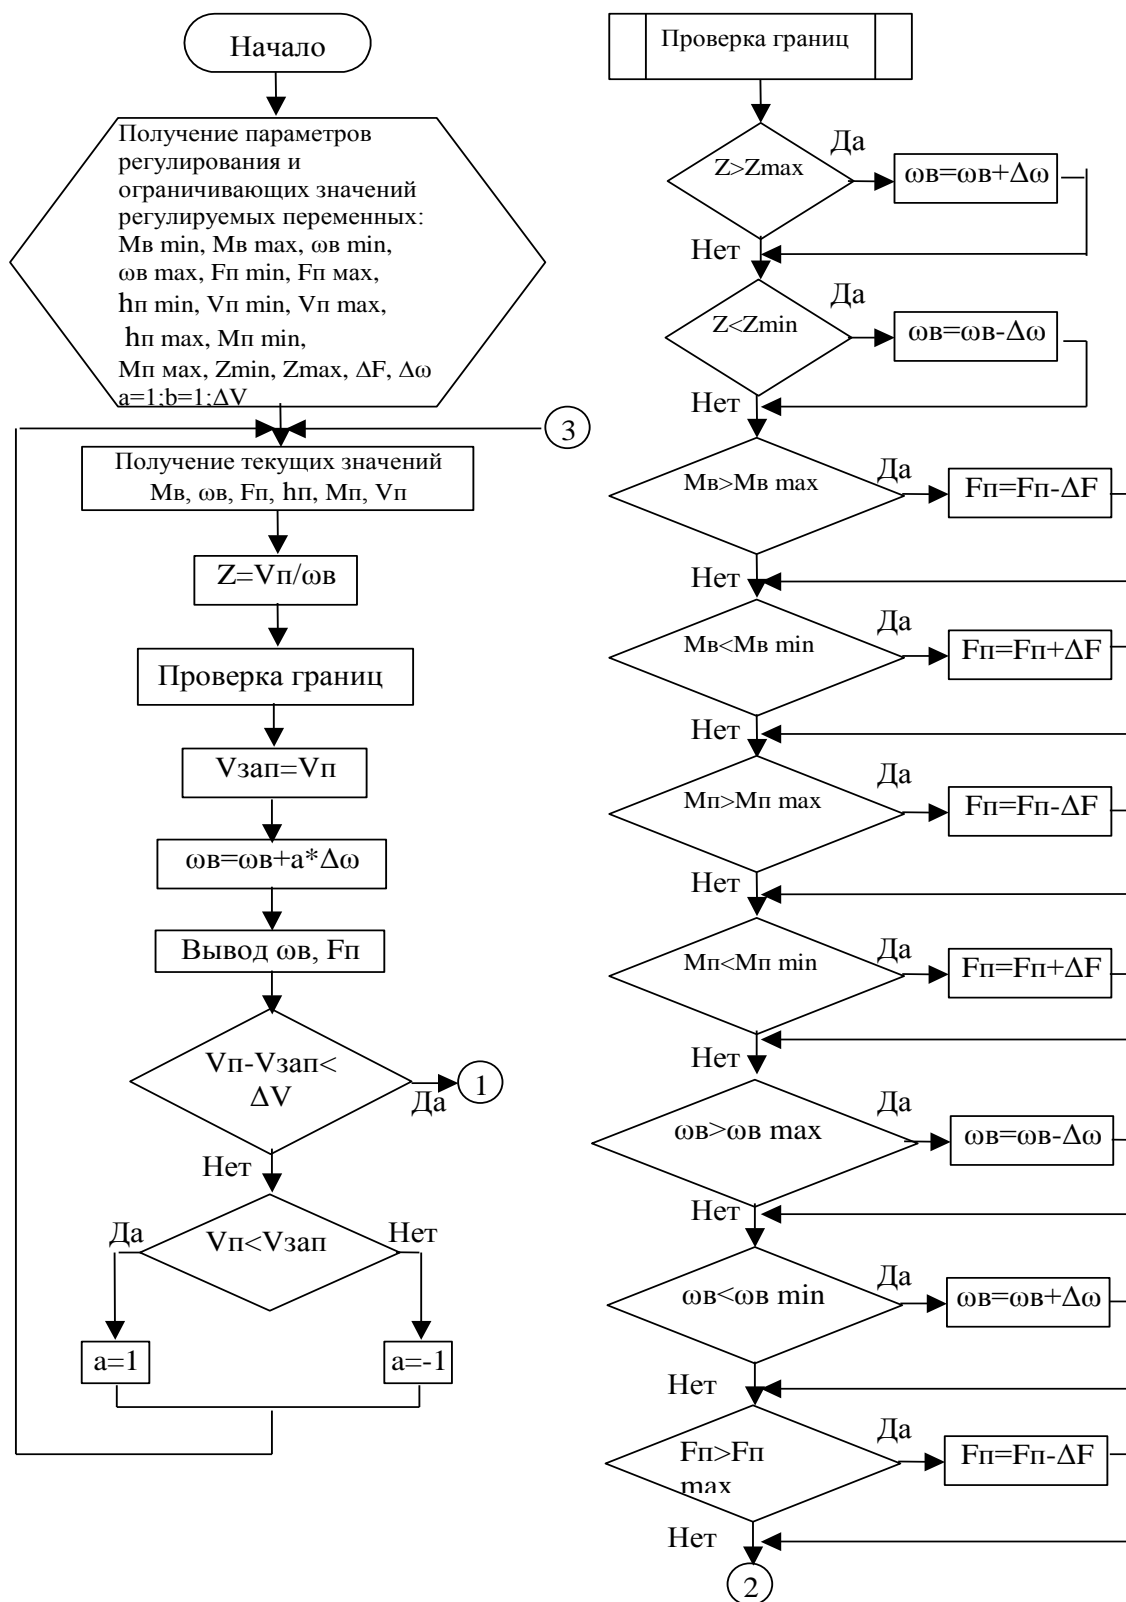 Начало
Получение параметров
регулирования и
ограничивающих значений
регулируемых переменных:
Мв min, Мв max, ωв min,
ωв max, Fп min, Fп мах,
hп min, Vп min, Vп max,
hп max, Мп min,
Мп мах, Zmin, Zmax, ΔF, Δω
a=1;b=1;ΔV
3
Получение текущих значений
Мв, ωв, Fп, hп, Мп, Vп
Z=Vп/ωв
Проверка границ
Vзап=Vп
ωв=ωв+a*Δω
Вывод ωв, Fп
Vп-Vзап<
ΔV
Да
1
Нет
Vп<Vзап
Да
Нет
a=1
a=-1
Проверка границ
Z>Zmax
Да
ωв=ωв+Δω
Нет
Z<Zmin
Да
ωв=ωв-Δω
Нет
Мв>Мв max
Да
Fп=Fп-ΔF
Нет
Мв<Мв min
Да
Fп=Fп+ΔF
Нет
Мп>Мп max
Да
Fп=Fп-ΔF
Нет
Мп<Мп min
Да
Fп=Fп+ΔF
Нет
ωв>ωв max
Да
ωв=ωв-Δω
Нет
ωв<ωв min
Да
ωв=ωв+Δω
Нет
Fп>Fп
max
Да
Fп=Fп-ΔF
Нет
2